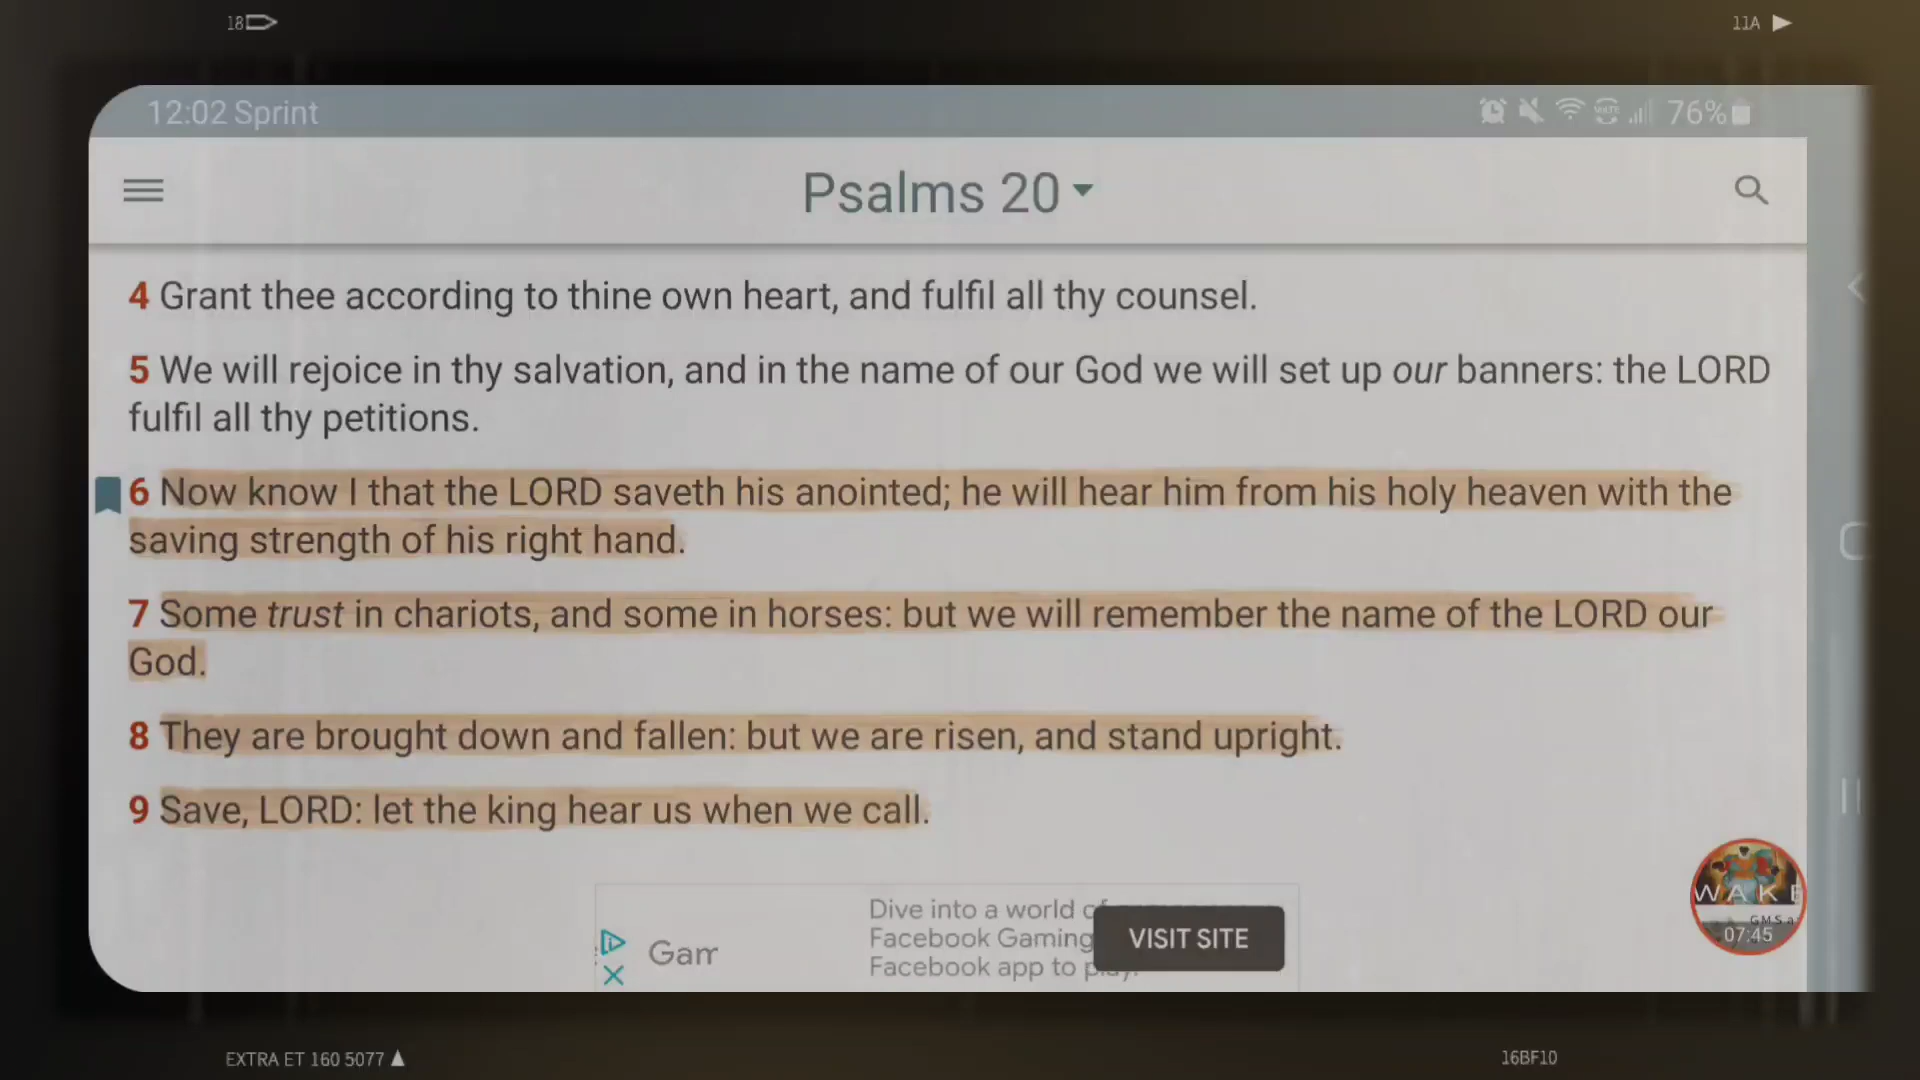 18
11A
12:02 Sprint
76%
Psalms 20
4 Grant thee according to thine own heart, and fulfil all thy counsel.
5 We will rejoice in thy salvation, and in the name of our God we will set up our banners: the LORD
fulfil all thy petitions.
6 Now know I that the LORD saveth his anointed; he will hear him from his holy heaven with the
saving strength of his right hand.
7 Some trust in chariots, and some in horses: but we will remember the name of the LORD our
God.
8 They are brought down and fallen: but we are risen, and stand upright.
9 Save, LORD: let the king hear us when we call.
Dive into a world
Facebook Gaming
Facebook app to
Gam
VISIT SITE
WAKE
GMS
07:45
EXTRA ET 160 5077
16BF10